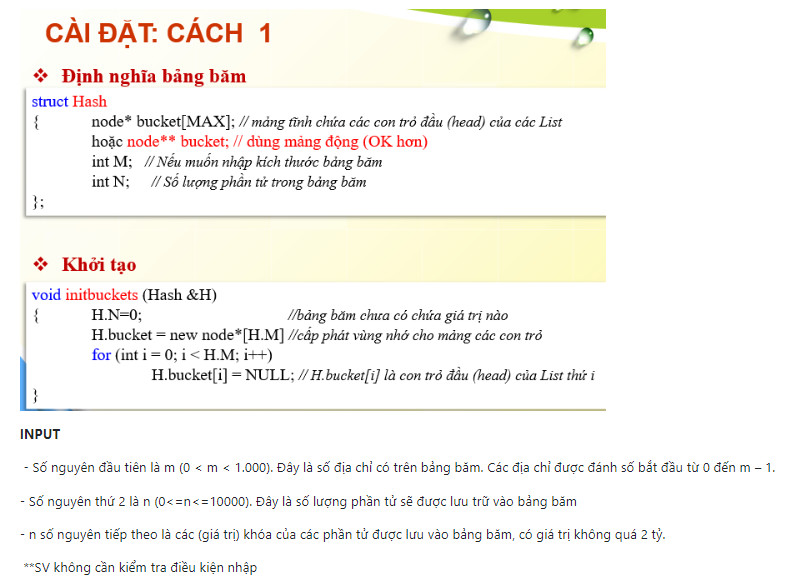 CÀI ĐẶT: CÁCH 1
❖ Định nghĩa bảng băm
struct Hash
{ node* bucket[MAX]; // mảng tĩnh chứa các con trỏ đầu (head) của các List
hoặc node** bucket; // dùng mảng động (OK hơn)
int M; // Nếu muốn nhập kích thước bảng băm
int N; // Số lượng phần tử trong bảng băm
};
❖ Khởi tạo
void initbuckets (Hash &H)
{ H.N=0; //bảng băm chưa có chứa giá trị nào
H.bucket = new node*[H.M] //cấp phát vùng nhớ cho mảng các con trỏ
for (int i = 0; i < H.M; i++)
H.bucket[i] = NULL; // H.bucket[i] là con trỏ đầu (head) của List thứ i
}
INPUT
- Số nguyên đầu tiên là m (0 < m < 1.000). Đây là số địa chỉ có trên bảng băm. Các địa chỉ được đánh số bắt đầu từ 0 đến m – 1.
- Số nguyên thứ 2 là n (0<=n<=10000). Đây là số lượng phần tử sẽ được lưu trữ vào bảng băm
- n số nguyên tiếp theo là các (giá trị) khóa của các phần tử được lưu vào bảng băm, có giá trị không quá 2 tỷ.
**SV không cần kiểm tra điều kiện nhập